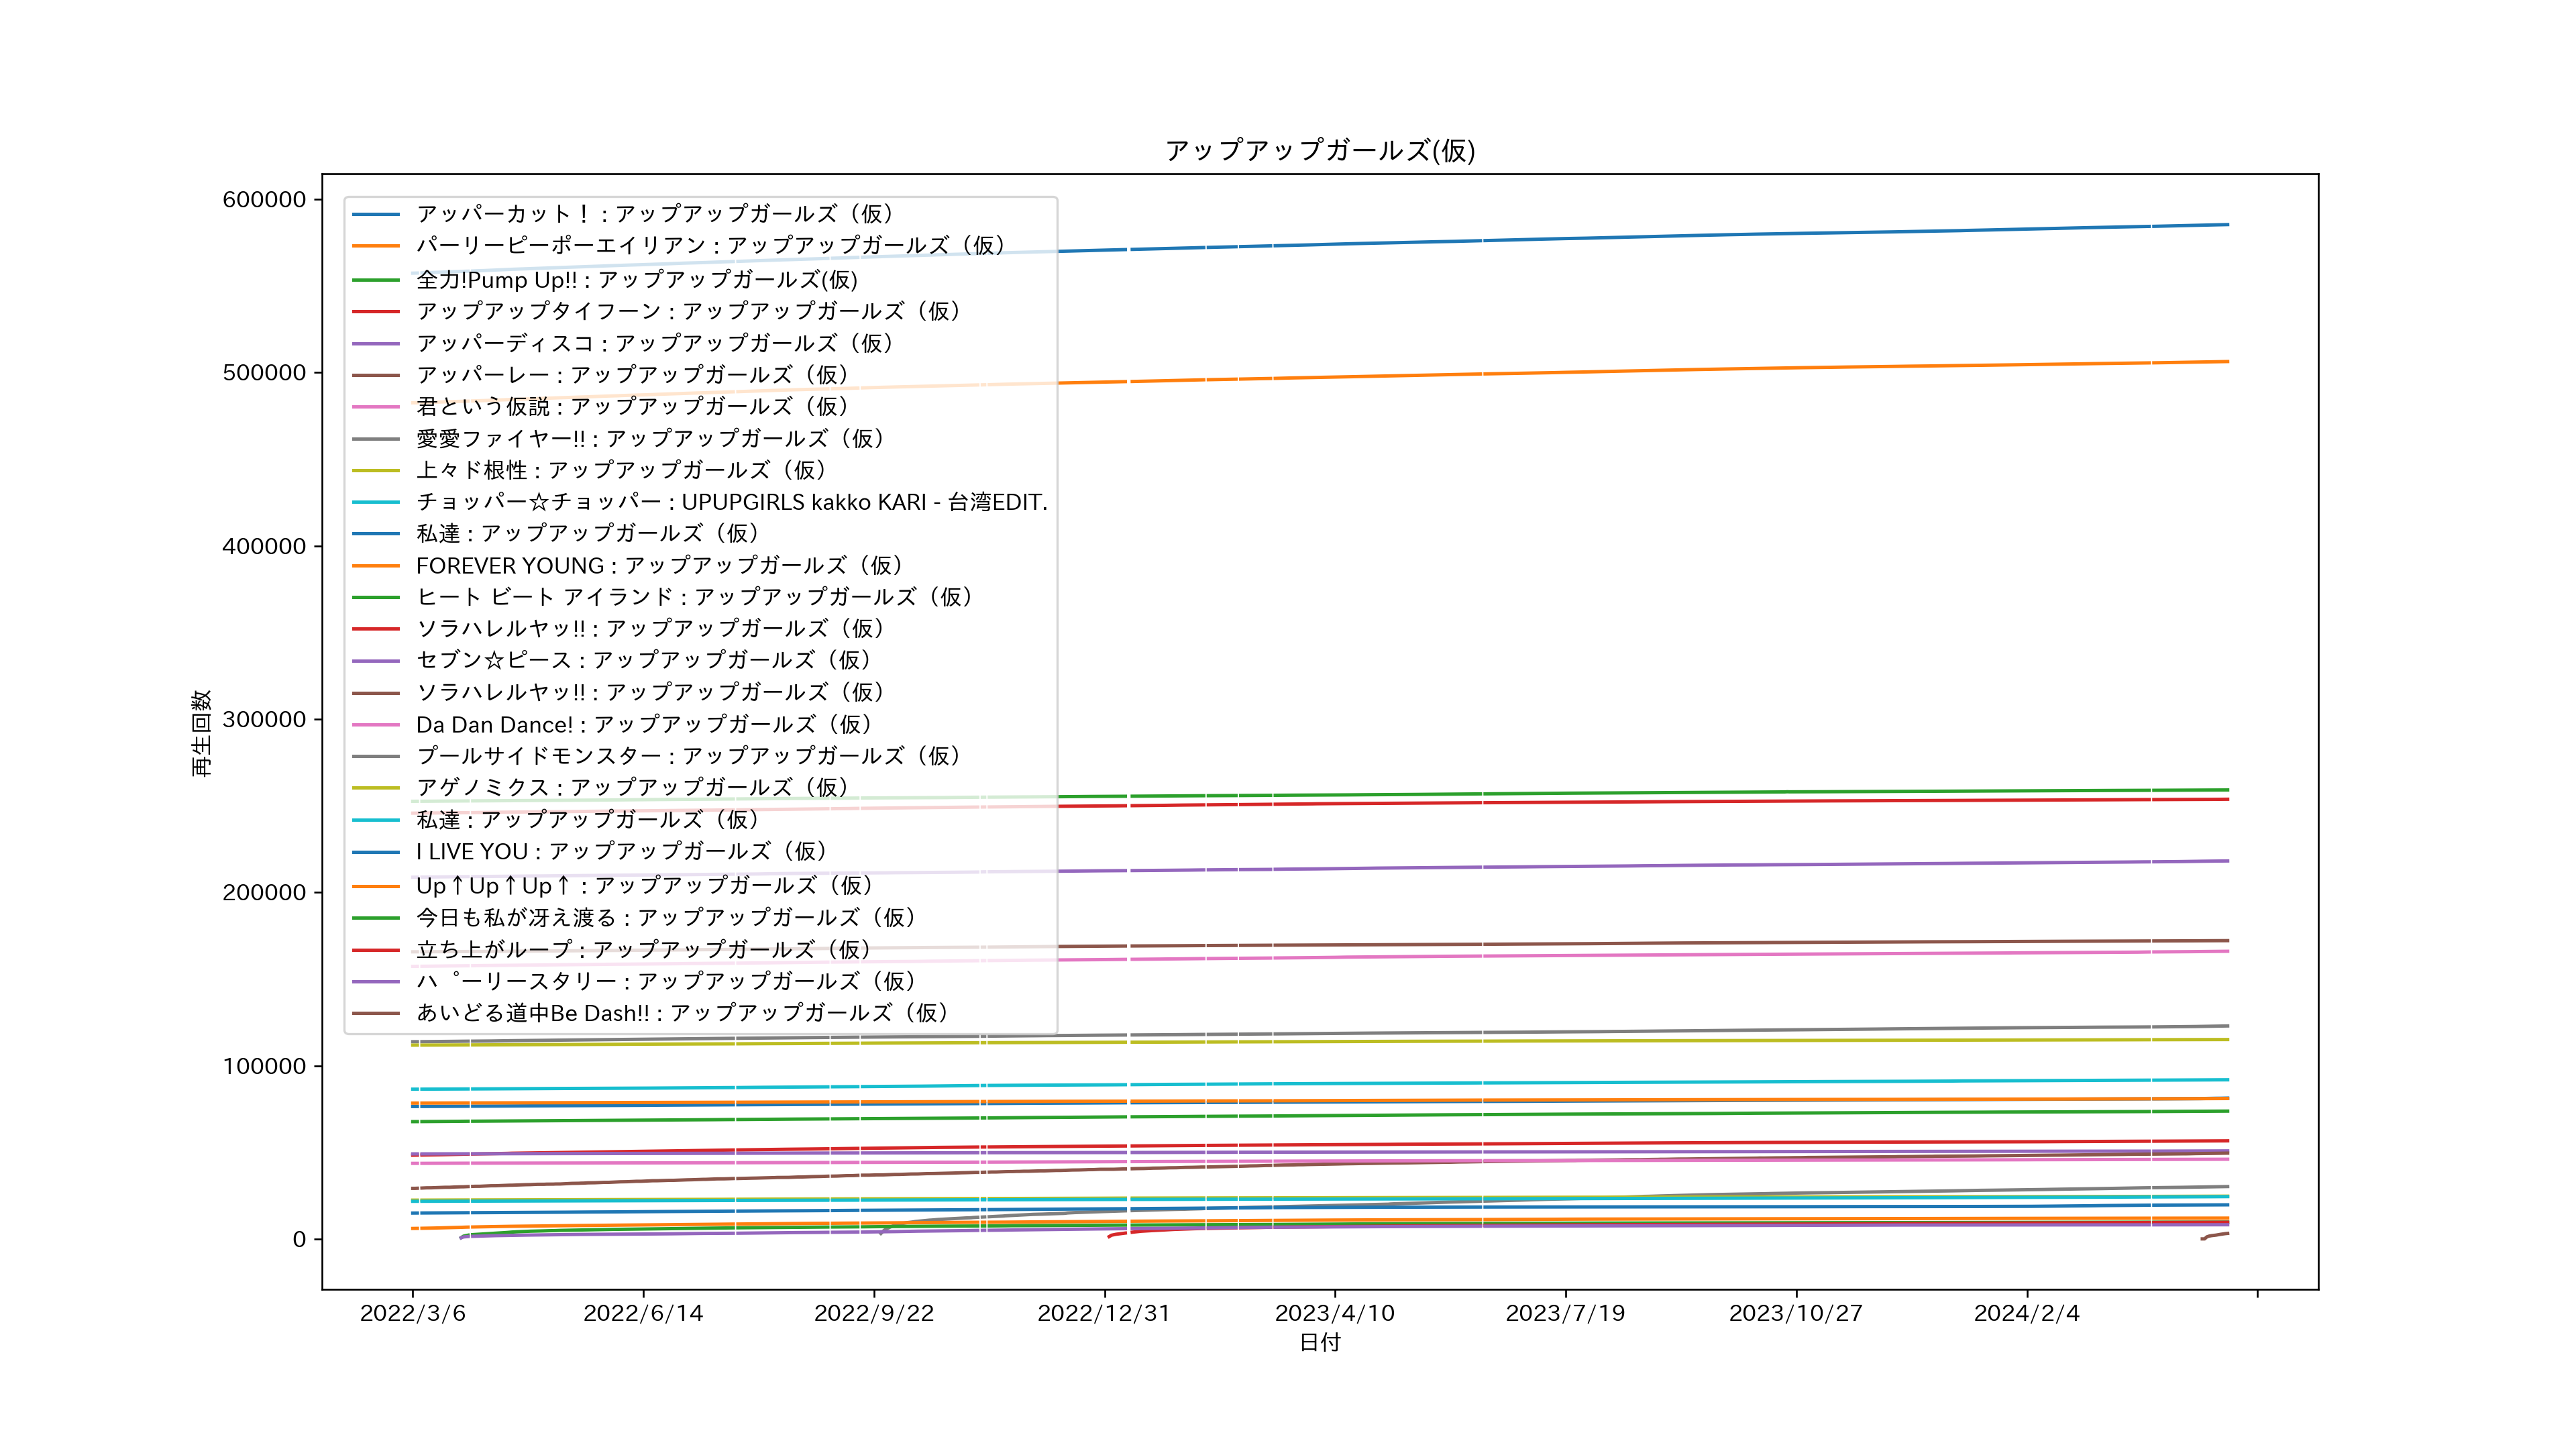 アップアップガールズ(仮)
600000
500000
400000
300000
200000
100000
0
再生回数
アッパーカット！ : アップアップガールズ（仮）
パーリーピーポーエイリアン : アップアップガールズ（仮）
全力!Pump Up!! : アップアップガールズ(仮)
アップアップタイフーン : アップアップガールズ（仮）
アッパーディスコ : アップアップガールズ（仮）
アッパーレー : アップアップガールズ（仮）
君という仮説 : アップアップガールズ（仮）
愛愛ファイヤー!! : アップアップガールズ（仮）
上々ド根性 : アップアップガールズ（仮）
チョッパー☆チョッパー : UPUPGIRLS kakko KARI - 台湾EDIT.
私達 : アップアップガールズ（仮）
FOREVER YOUNG : アップアップガールズ（仮）
ヒート ビート アイランド : アップアップガールズ（仮）
ソラハレルヤッ!! : アップアップガールズ（仮）
セブン☆ピース : アップアップガールズ（仮）
ソラハレルヤッ!! : アップアップガールズ（仮）
Da Dan Dance! : アップアップガールズ（仮）
プールサイドモンスター : アップアップガールズ（仮）
アゲノミクス : アップアップガールズ（仮）
私達 : アップアップガールズ（仮）
I LIVE YOU : アップアップガールズ（仮）
Up↑Up↑Up↑ : アップアップガールズ（仮）
今日も私が冴え渡る : アップアップガールズ（仮）
立ち上がループ : アップアップガールズ（仮）
ハ゜ーリースタリー : アップアップガールズ（仮）
あいどる道中Be Dash!! : アップアップガールズ（仮）
2022/3/6
2022/6/14
2022/9/22
2022/12/31
2023/4/10
2023/7/19
2023/10/27
2024/2/4
日付